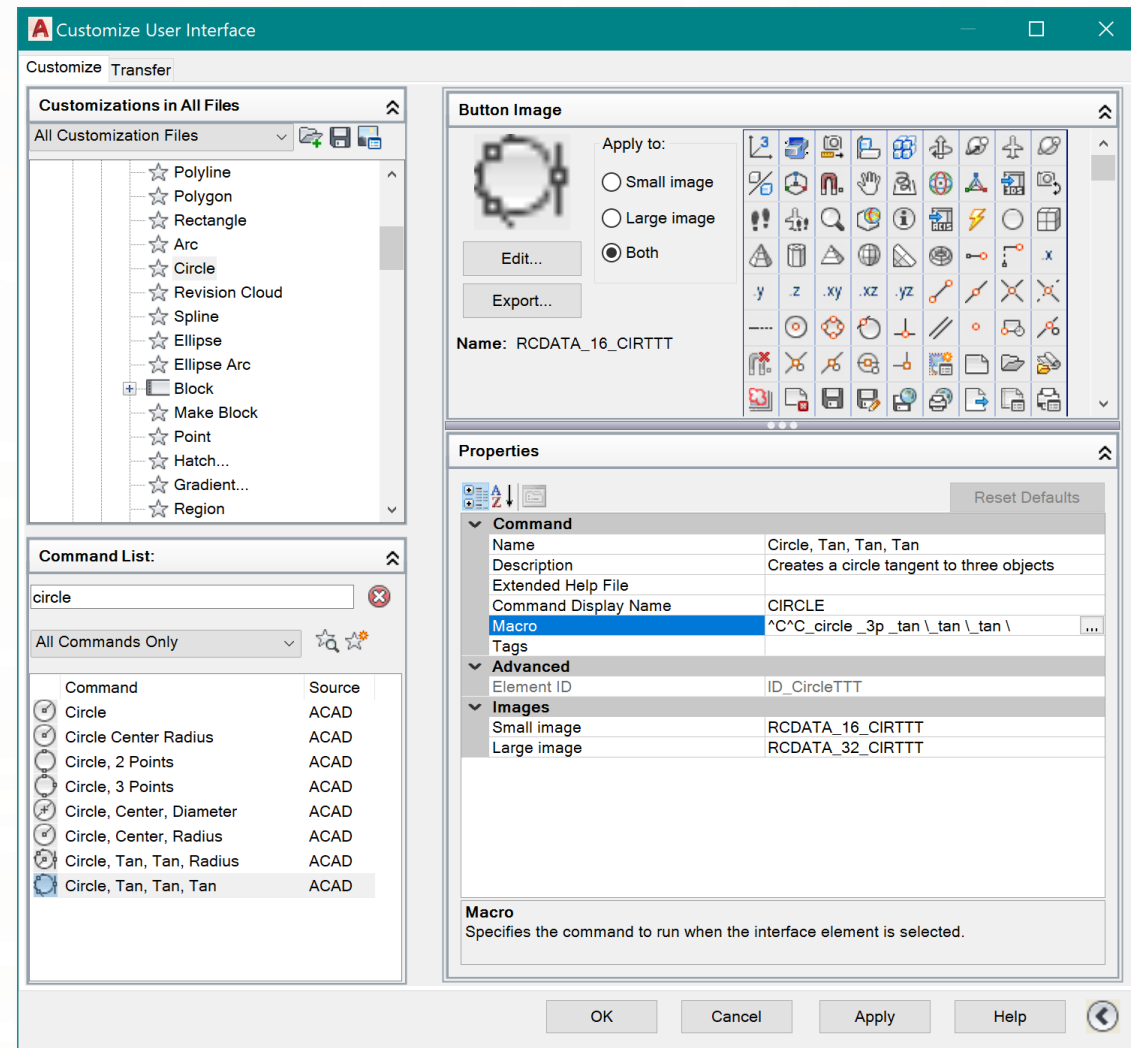 A Customize User Interface
Customize Transfer
Customizations in All Files
All Customization Files
Polyline
Polygon
Rectangle
Arc
Circle
Revision Cloud
Spline
Ellipse
Ellipse Arc
Block
Make Block
Point
Hatch...
Gradient...
Region
Command List:
circle
All Commands Only
Command Source
Circle ACAD
Circle Center Radius ACAD
Circle, 2 Points ACAD
Circle, 3 Points ACAD
Circle, Center, Diameter ACAD
Circle, Center, Radius ACAD
Circle, Tan, Tan, Radius ACAD
Circle, Tan, Tan, Tan ACAD
Button Image
Apply to:
Small image
Large image
Both
Edit...
Export...
Name: RCDATA_16_CIRTTT
3
.x
.y .z .xy .xz .yz
Properties
A
Z
Reset Defaults
Command
Name Circle, Tan, Tan, Tan
Description Creates a circle tangent to three objects
Extended Help File
Command Display Name CIRCLE
Macro ^C^C_circle _3p _tan \_tan \_tan \ ...
Tags
Advanced
Element ID ID_CircleTTT
Images
Small image RCDATA_16_CIRTTT
Large image RCDATA_32_CIRTTT
Macro
Specifies the command to run when the interface element is selected.
OK Cancel Apply Help